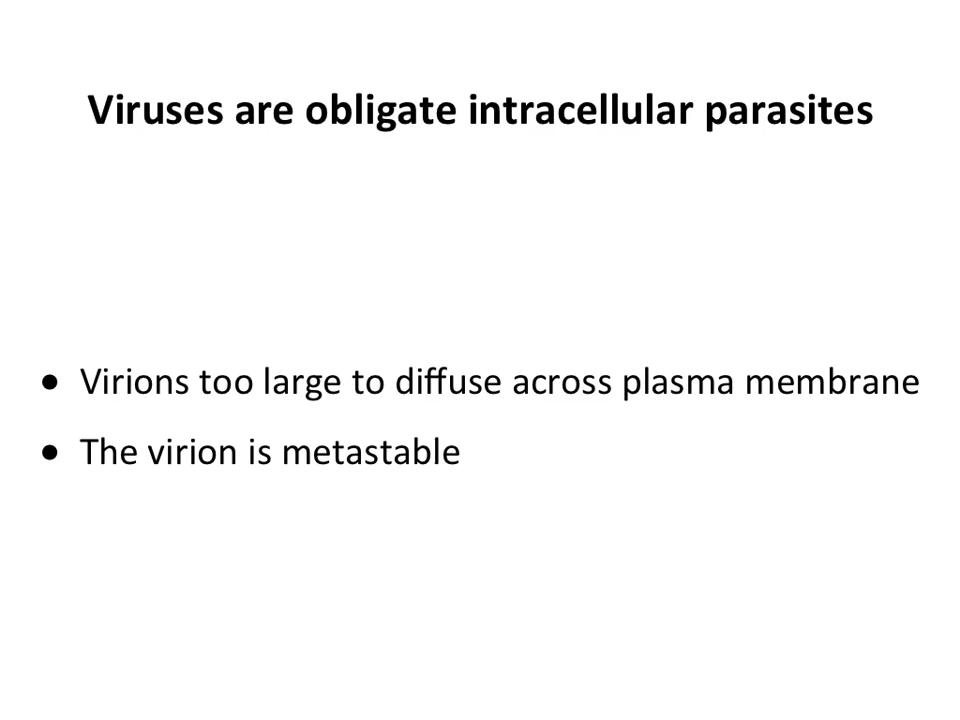 Viruses are obligate intracellular parasites
• Virions too large to diffuse across plasma membrane
• The virion is metastable